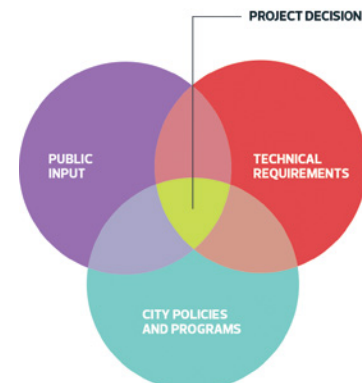 PROJECT DECISION
PUBLIC
INPUT
TECHNICAL
REQUIREMENTS
CITY POLICIES
AND PROGRAMS